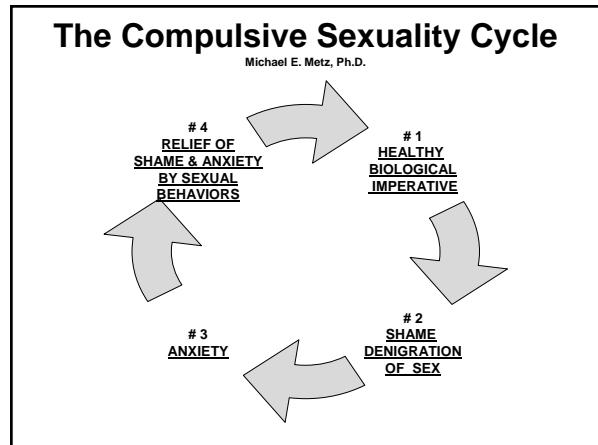 The Compulsive Sexuality Cycle
Michael E. Metz, Ph.D.
# 1
HEALTHY
BIOLOGICAL
IMPERATIVE
# 2
SHAME
DENIGRATION
OF SEX
# 3
ANXIETY
# 4
RELIEF OF
SHAME & ANXIETY
BY SEXUAL
BEHAVIORS